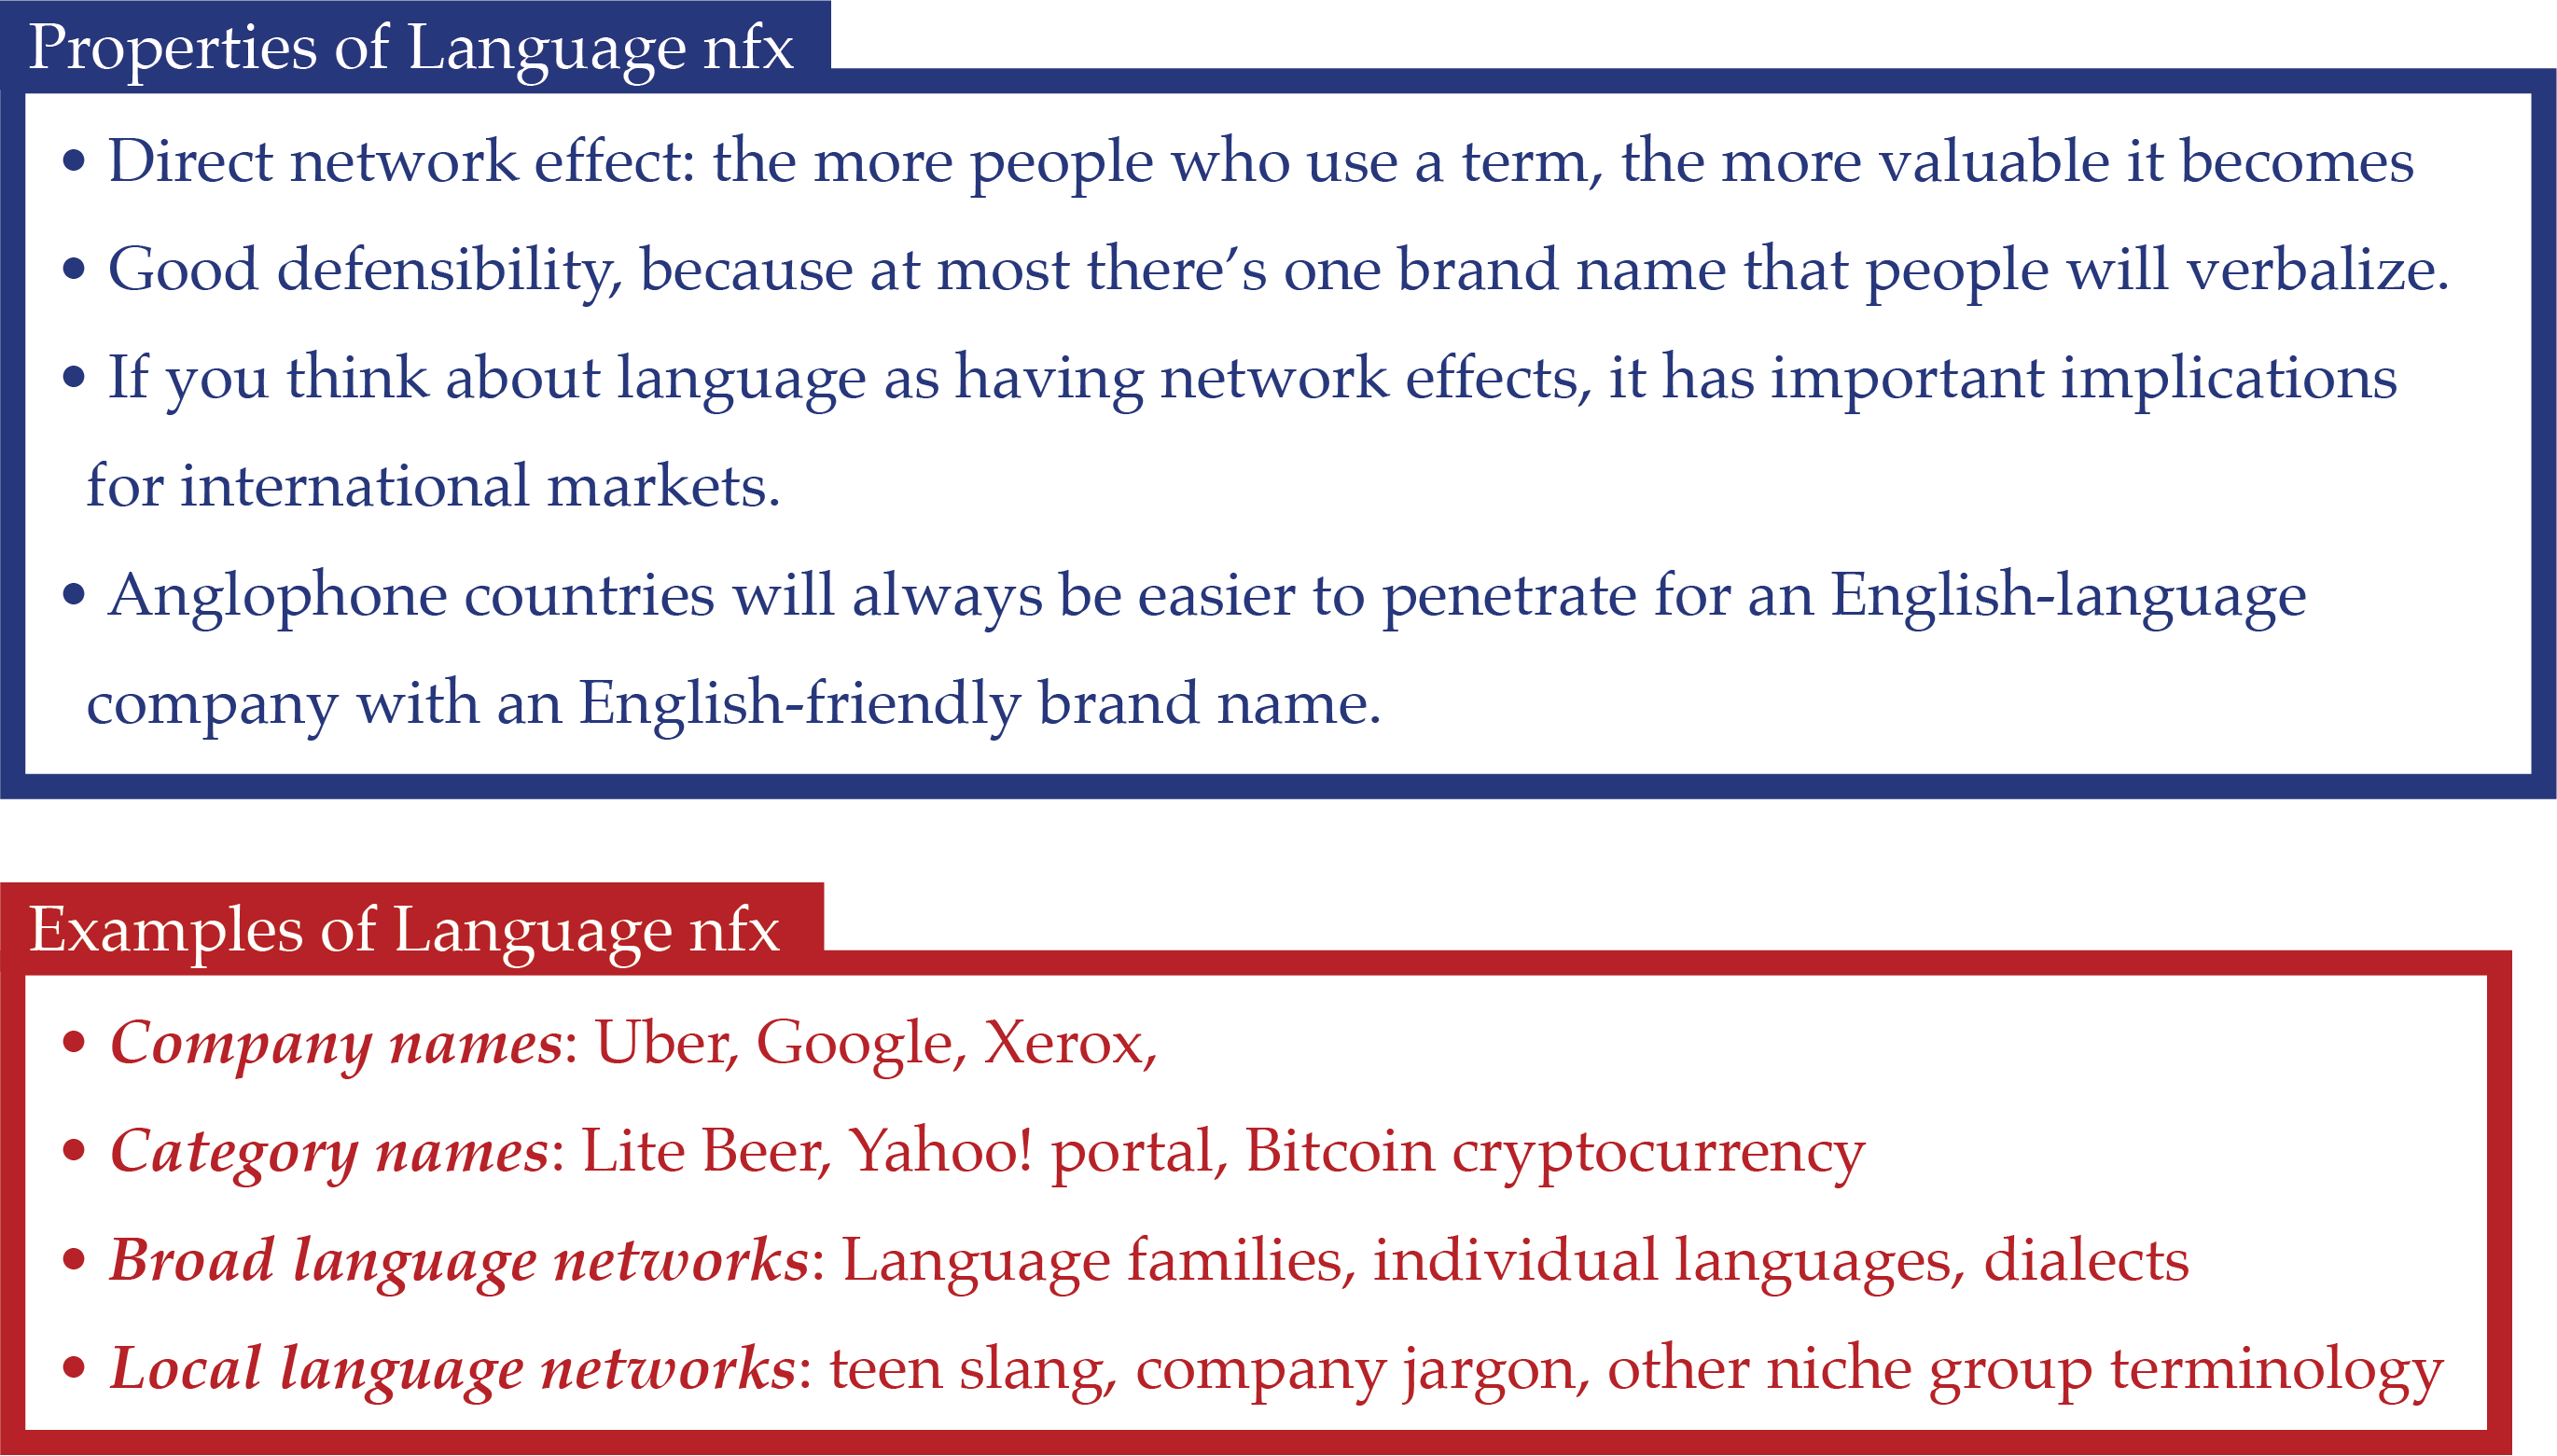 Properties of Language nfx
• Direct network effect: the more people who use a term, the more valuable it becomes
• Good defensibility, because at most there’s one brand name that people will verbalize.
• If you think about language as having network effects, it has important implications
for international markets.
• Anglophone countries will always be easier to penetrate for an English-language
company with an English-friendly brand name.
Examples of Language nfx
• Company names: Uber, Google, Xerox,
• Category names: Lite Beer, Yahoo! portal, Bitcoin cryptocurrency
• Broad language networks: Language families, individual languages, dialects
• Local language networks: teen slang, company jargon, other niche group terminology